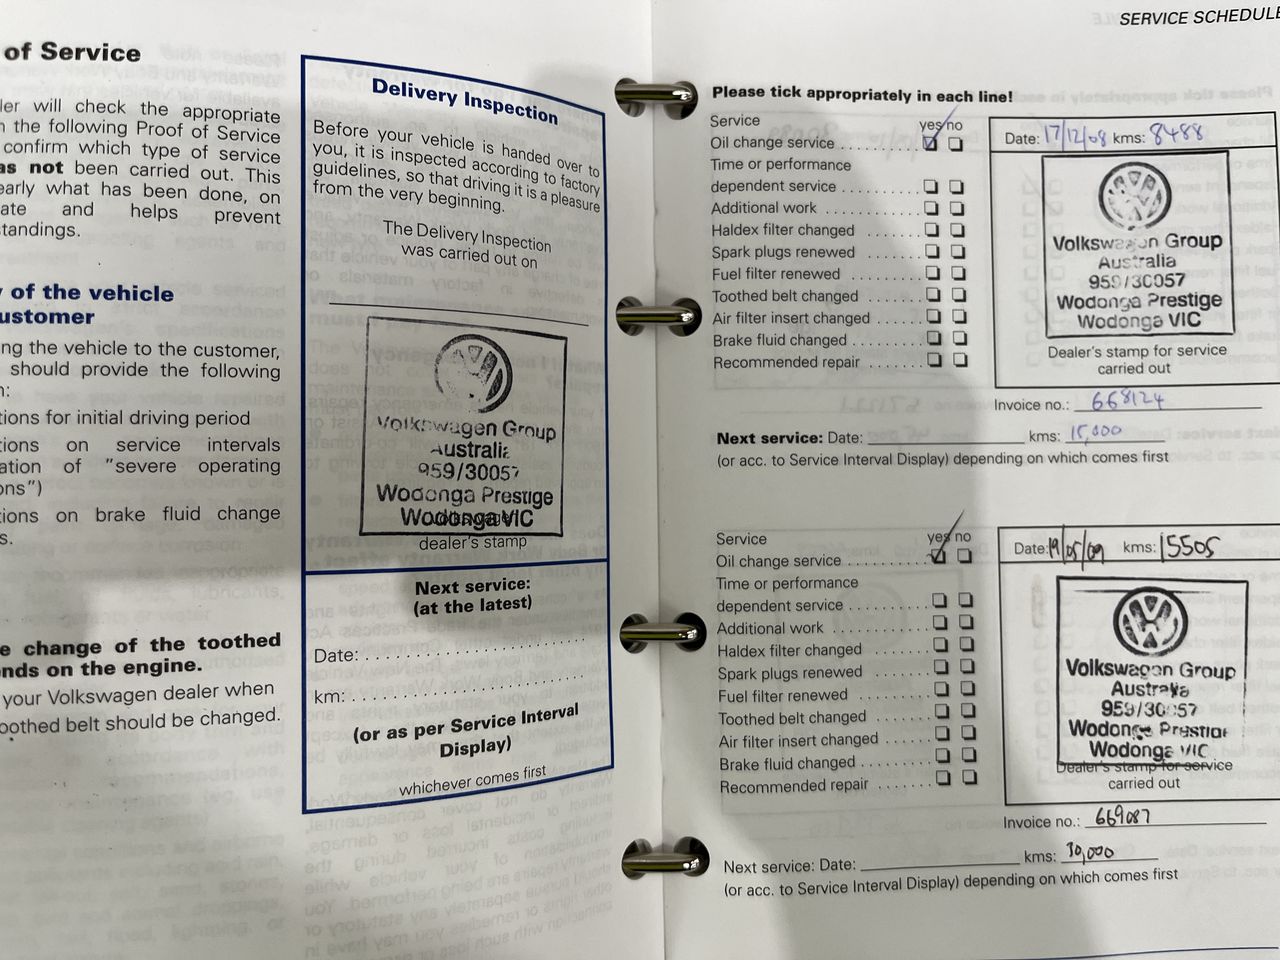 of Service
ler will check the appropriate
n the following Proof of Service
confirm which type of service
as not been carried out. This
early what has been done, on
ate and helps prevent
standings.
y of the vehicle
ustomer
ing the vehicle to the customer,
should provide the following
n:
tions for initial driving period
tions on service intervals
ation of "severe operating
ons")
tions on brake fluid change
s.
e change of the toothed
ends on the engine.
your Volkswagen dealer when
oothed belt should be changed.
Delivery Inspection
Before your vehicle is handed over to
you, it is inspected according to factory
guidelines, so that driving it is a pleasure
from the very beginning.
The Delivery Inspection
was carried out on
Volkswagen Group
Australia
959/30057
Wodonga Prestige
Wodonga VIC
dealer's stamp
Next service:
(at the latest)
Date:
km:
(or as per Service Interval
Display)
whichever comes first
SERVICE SCHEDULE
Please tick appropriately in each line!
Service yes no
Oil change service
Time or performance
dependent service
Additional work
Haldex filter changed
Spark plugs renewed
Fuel filter renewed
Toothed belt changed
Air filter insert changed
Brake fluid changed
Recommended repair
Date: 17/12/08 kms: 8488
Volkswagen Group
Australia
959/30057
Wodonga Prestige
Wodonga VIC
Dealer's stamp for service
carried out
Invoice no.: 668124
Next service: Date: kms: 15,000
(or acc. to Service Interval Display) depending on which comes first
Service yes no
Oil change service
Time or performance
dependent service
Additional work
Haldex filter changed
Spark plugs renewed
Fuel filter renewed
Toothed belt changed
Air filter insert changed
Brake fluid changed
Recommended repair
Date: 19/05/09 kms: 15505
Volkswagen Group
Australia
959/30057
Wodonga Prestige
Wodonga VIC
Dealer's stamp for service
carried out
Invoice no.: 669087
Next service: Date: kms: 30,000
(or acc. to Service Interval Display) depending on which comes first